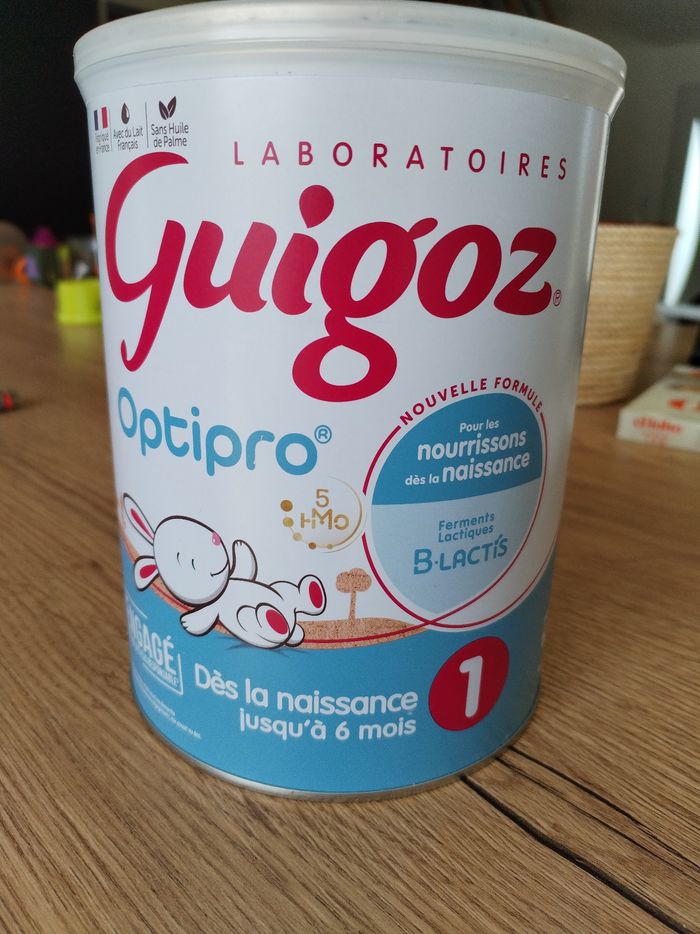 Fabriqué
en France
Avec du Lait
Français
Sans Huile
de Palme
LABORATOIRES
Guigoz®
Optipro®
NOUVELLE FORMULE
Pour les
nourrissons
dès la naissance
5
HMO
Ferments
Lactiques
B·LACTIS
ENGAGÉ
Dès la naissance
jusqu'à 6 mois
1